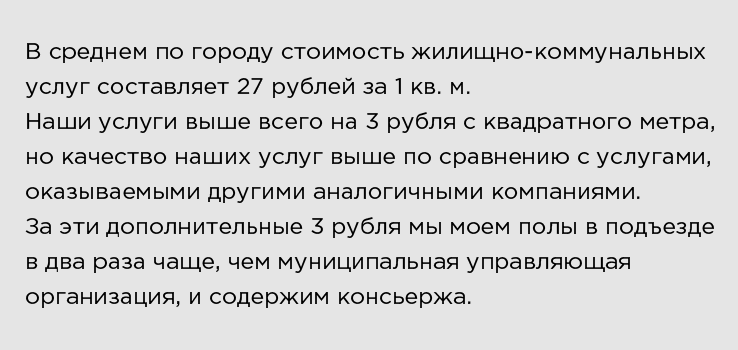 В среднем по городу стоимость жилищно-коммунальных
услуг составляет 27 рублей за 1 кв. м.
Наши услуги выше всего на 3 рубля с квадратного метра,
но качество наших услуг выше по сравнению с услугами,
оказываемыми другими аналогичными компаниями.
За эти дополнительные 3 рубля мы моем полы в подъезде
в два раза чаще, чем муниципальная управляющая
организация, и содержим консьержа.